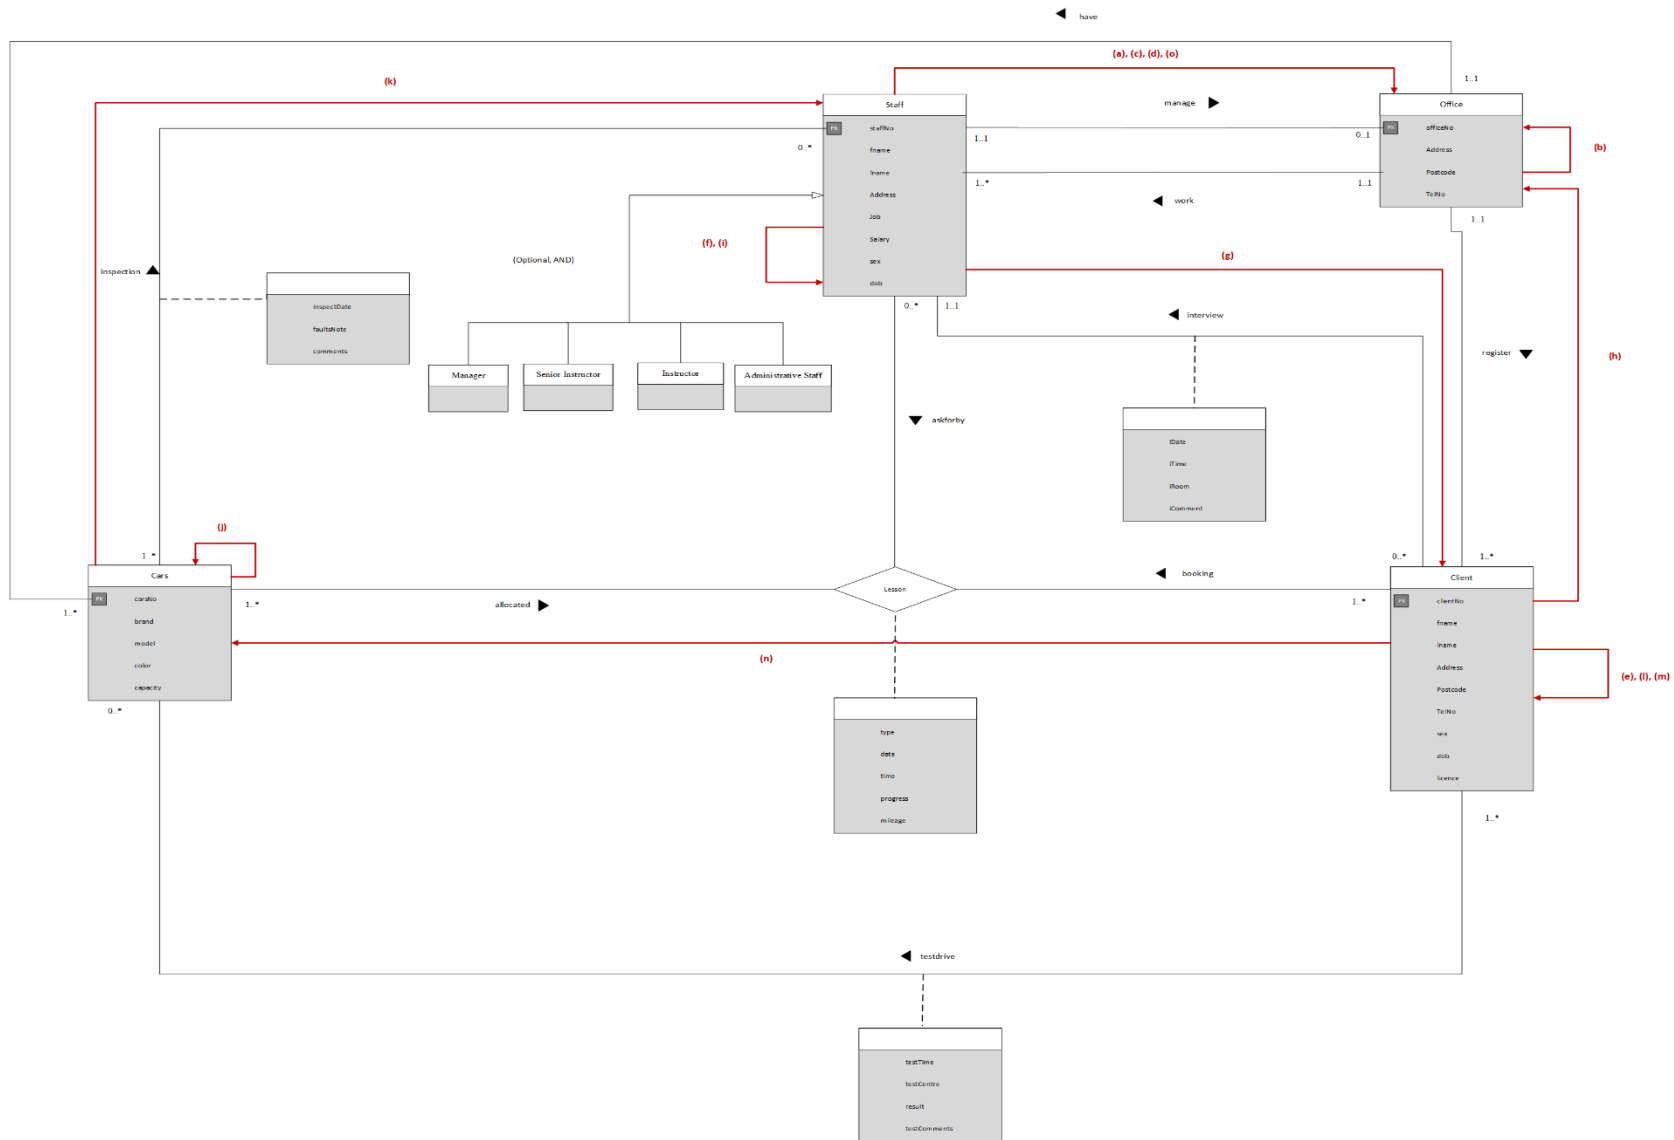 have
(a), (c), (d), (o)
(k)
1..1
Staff
manage
Office
PK staffNo
1..1
0..1
PK officeNo
0..*
fname
Address
(b)
lname
1..*
1..1
Postcode
Address
work
TelNo
Job
1..1
(f), (i)
Salary
(Optional, AND)
sex
(g)
inspection
dob
0..*
1..1
inspectDate
faultsNote
comments
interview
register
(h)
Manager
Senior Instructor
Instructor
Administrative Staff
askforby
iDate
iTime
iRoom
iComment
(j)
1..*
0..*
1..*
Cars
booking
Client
PK carsNo
1..*
allocated
Lesson
1..*
PK clientNo
1..*
brand
fname
model
lname
(n)
color
Address
(e), (l), (m)
capacity
Postcode
0..*
TelNo
type
sex
date
dob
time
licence
progress
mileage
1..*
testdrive
testTime
testCentre
result
testComments